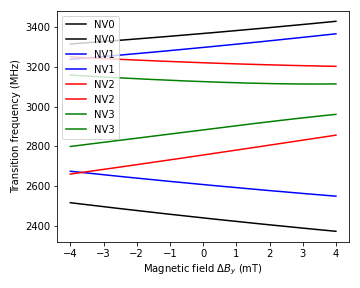 3400
3200
3000
2800
2600
2400
Transition frequency (MHz)
NV0
NV0
NV1
NV1
NV2
NV2
NV3
NV3
−4 −3 −2 −1 0 1 2 3 4
Magnetic field ΔBy (mT)